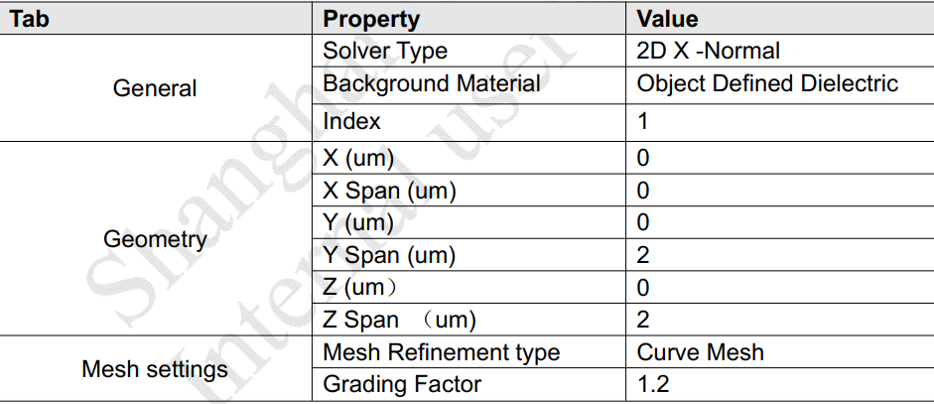 Tab Property Value
General
Solver Type 2D X -Normal
Background Material Object Defined Dielectric
Index 1
Geometry
X (um) 0
X Span (um) 0
Y (um) 0
Y Span (um) 2
Z (um） 0
Z Span （um) 2
Mesh settings
Mesh Refinement type Curve Mesh
Grading Factor 1.2
Shanghai
Internal user